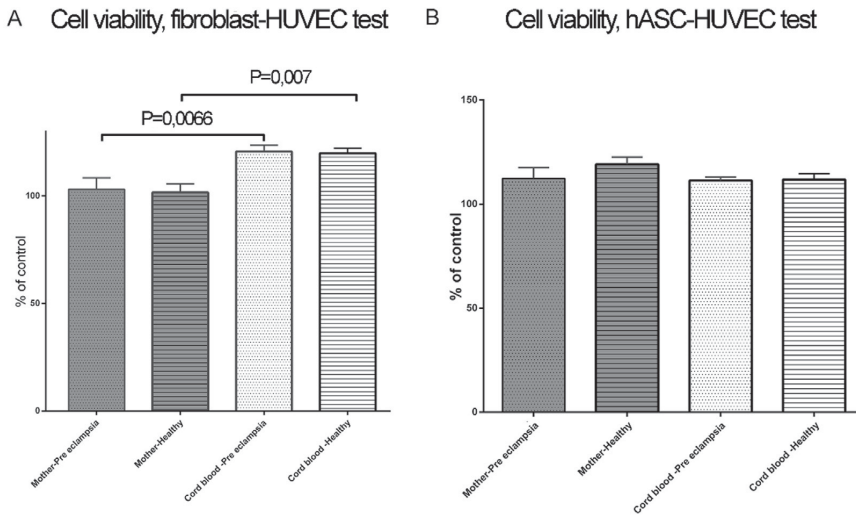 A Cell viability, fibroblast-HUVEC test
P=0,007
P=0,0066
100
50
0
% of control
Mother-Pre eclampsia
Mother-Healthy
Cord blood -Pre eclampsia
Cord blood -Healthy
B Cell viability, hASC-HUVEC test
150
100
50
0
% of control
Mother-Pre eclampsia
Mother-Healthy
Cord blood -Pre eclampsia
Cord blood -Healthy